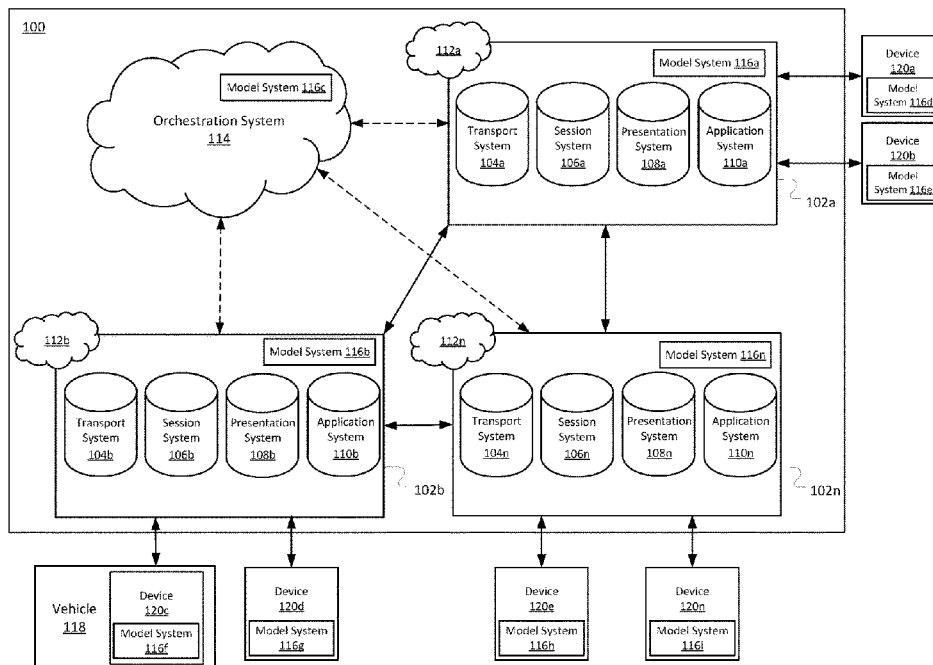 100
Model System 116c
Orchestration System
114
112a
Model System 116a
Transport
System
104a
Session
System
106a
Presentation
System
108a
Application
System
110a
102a
Device
120a
Model
System 116d
Device
120b
Model
System 116e
112b
Model System 116b
Transport
System
104b
Session
System
106b
Presentation
System
108b
Application
System
110b
102b
112n
Model System 116n
Transport
System
104n
Session
System
106n
Presentation
System
108n
Application
System
110n
102n
Vehicle
118
Device
120c
Model System
116f
Device
120d
Model System
116g
Device
120e
Model System
116h
Device
120n
Model System
116i